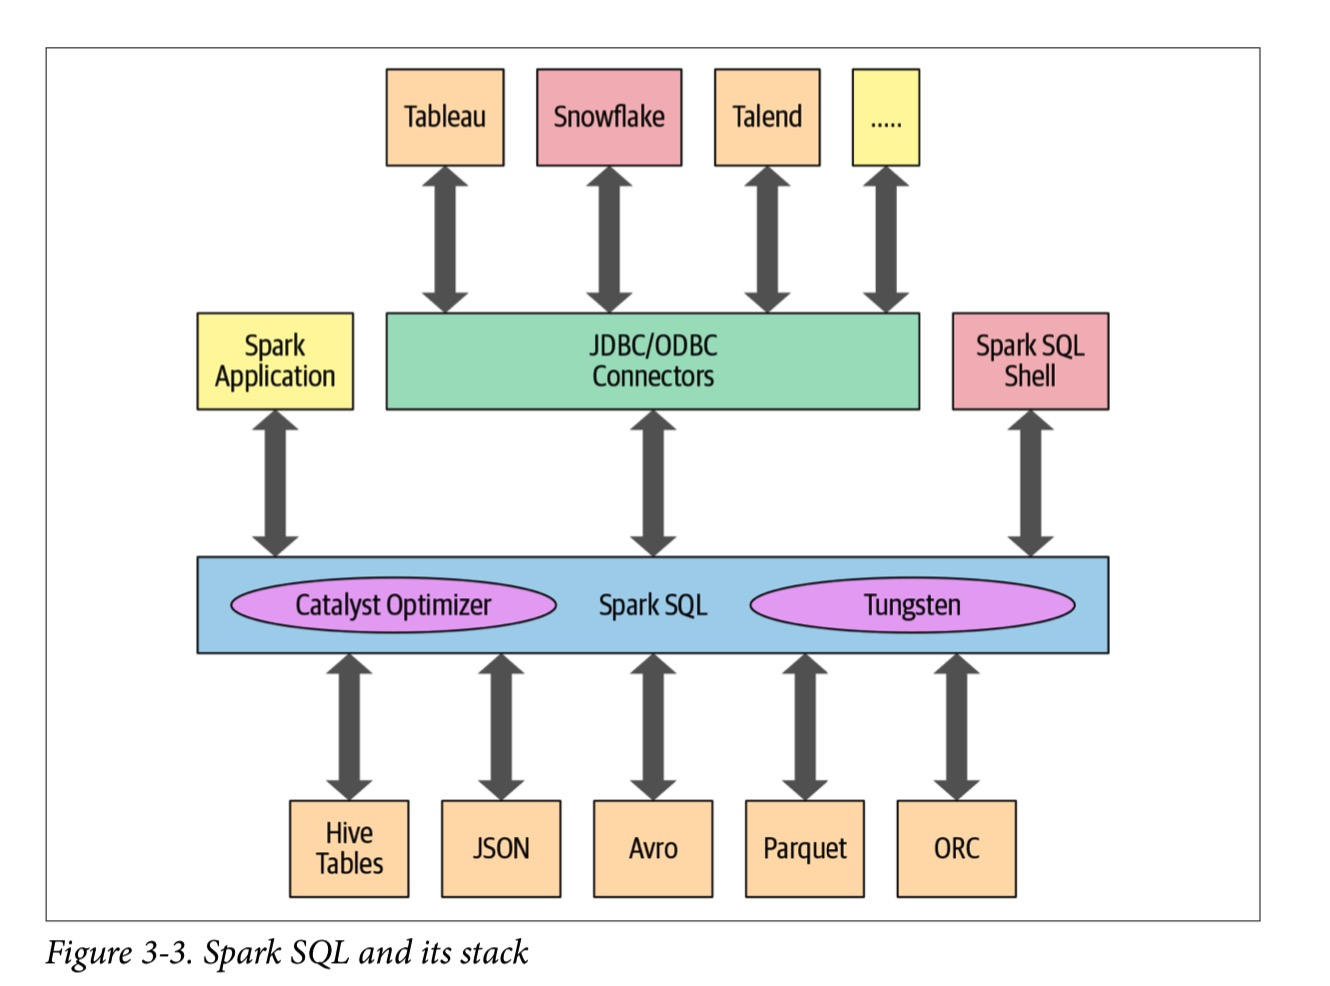 Tableau
Snowflake
Talend
.....
Spark
Application
JDBC/ODBC
Connectors
Spark SQL
Shell
Catalyst Optimizer
Spark SQL
Tungsten
Hive
Tables
JSON
Avro
Parquet
ORC
Figure 3-3. Spark SQL and its stack